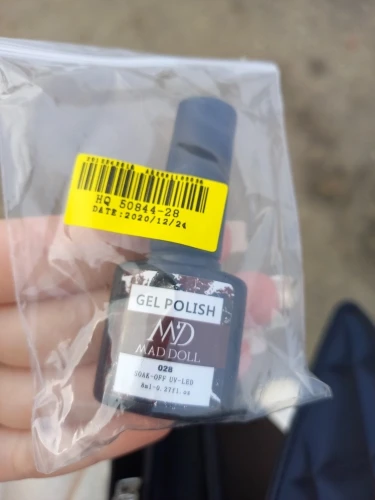 HQ 50844-28
DATE:2020/12/24
GEL POLISH
MD
MAD DOLL
028
SOAK-OFF UV-LED
8ml-0.27fl oz